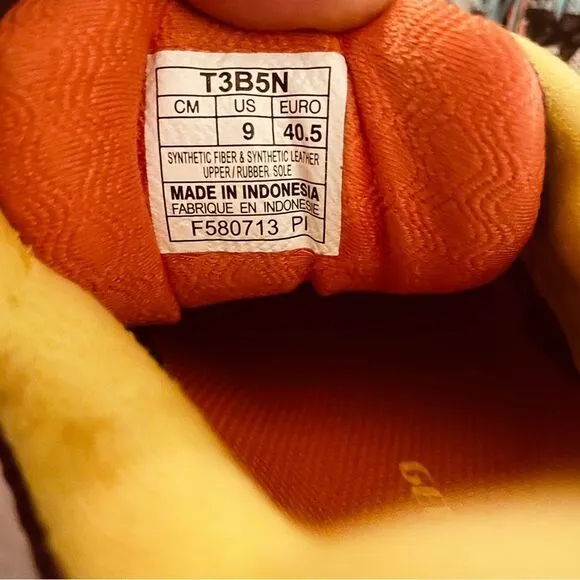 T3B5N
CM US EURO
9 40.5
SYNTHETIC FIBER & SYNTHETIC LEATHER
UPPER/RUBBER SOLE
MADE IN INDONESIA
FABRIQUE EN INDONESIE
F580713 PI